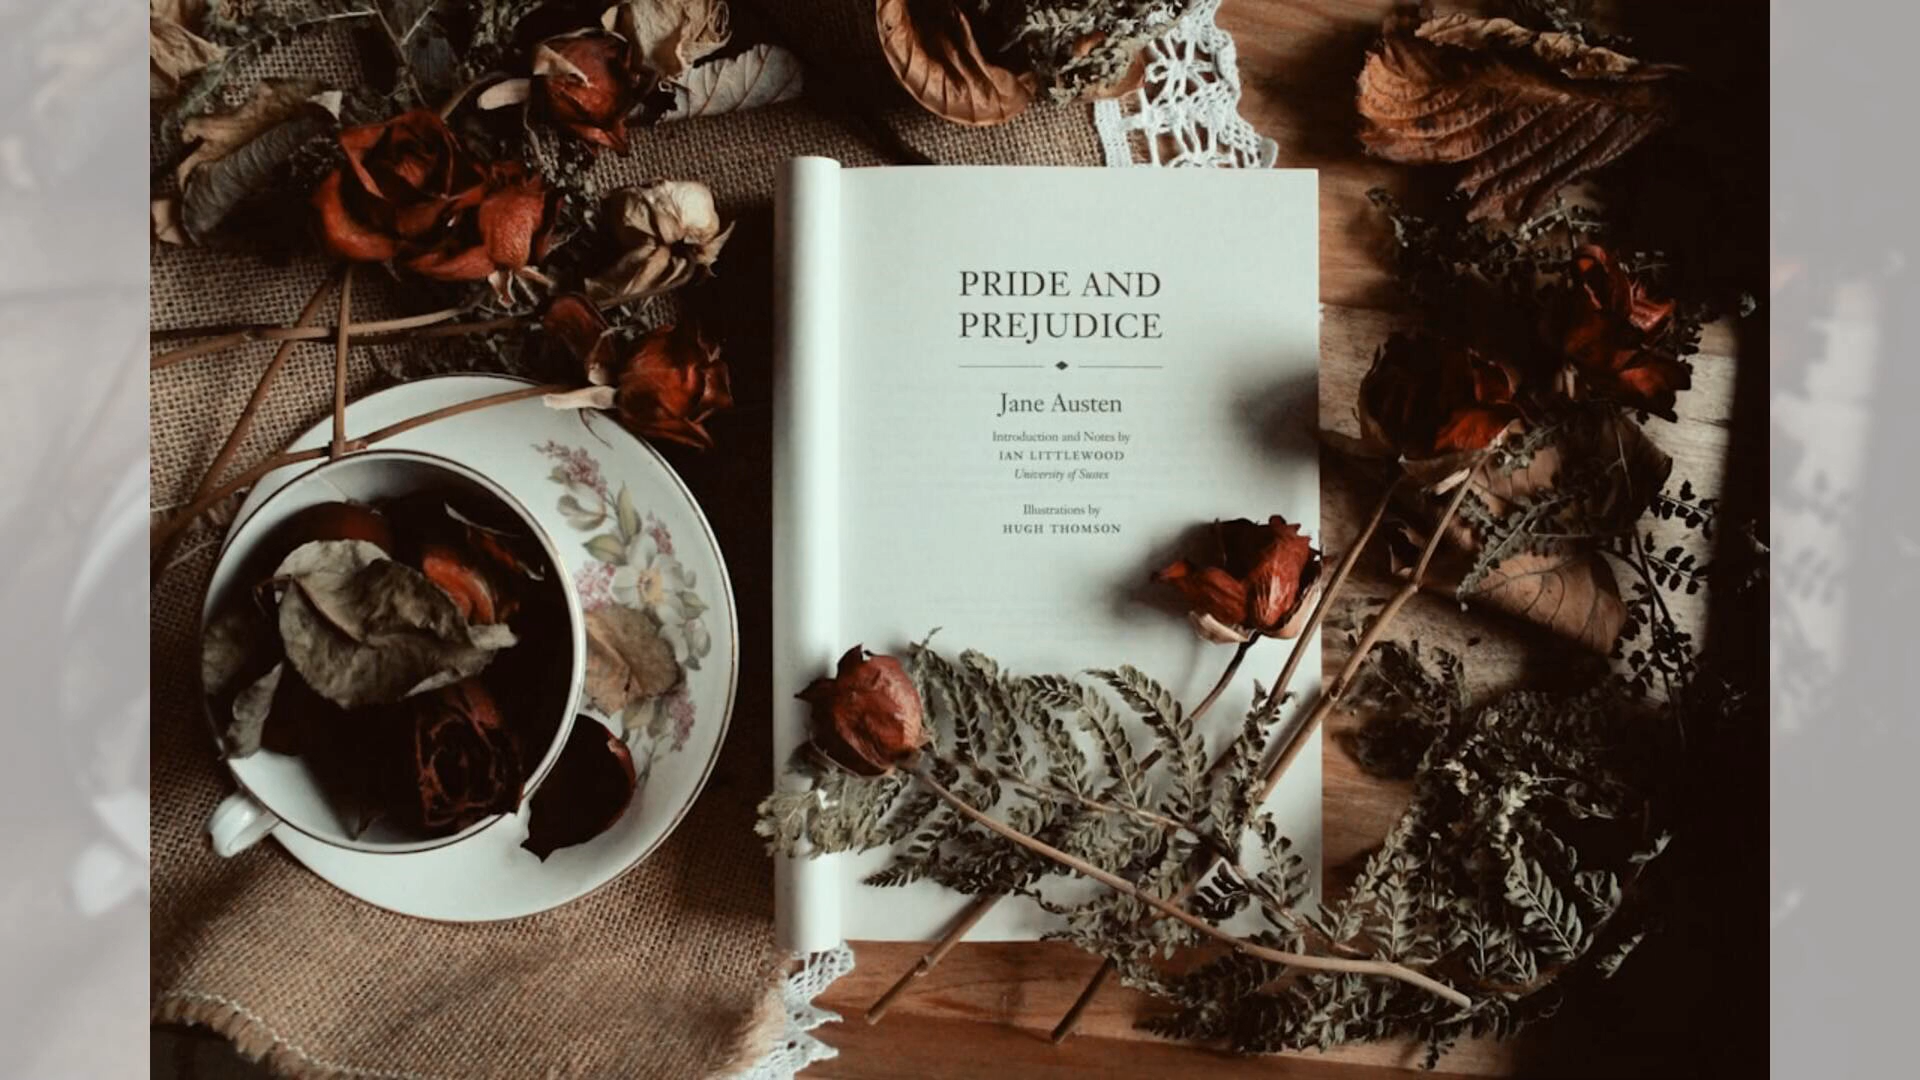 PRIDE AND
PREJUDICE
Jane Austen
Introduction and Notes by
IAN LITTLEWOOD
University of Sussex
Illustrations by
HUGH THOMSON